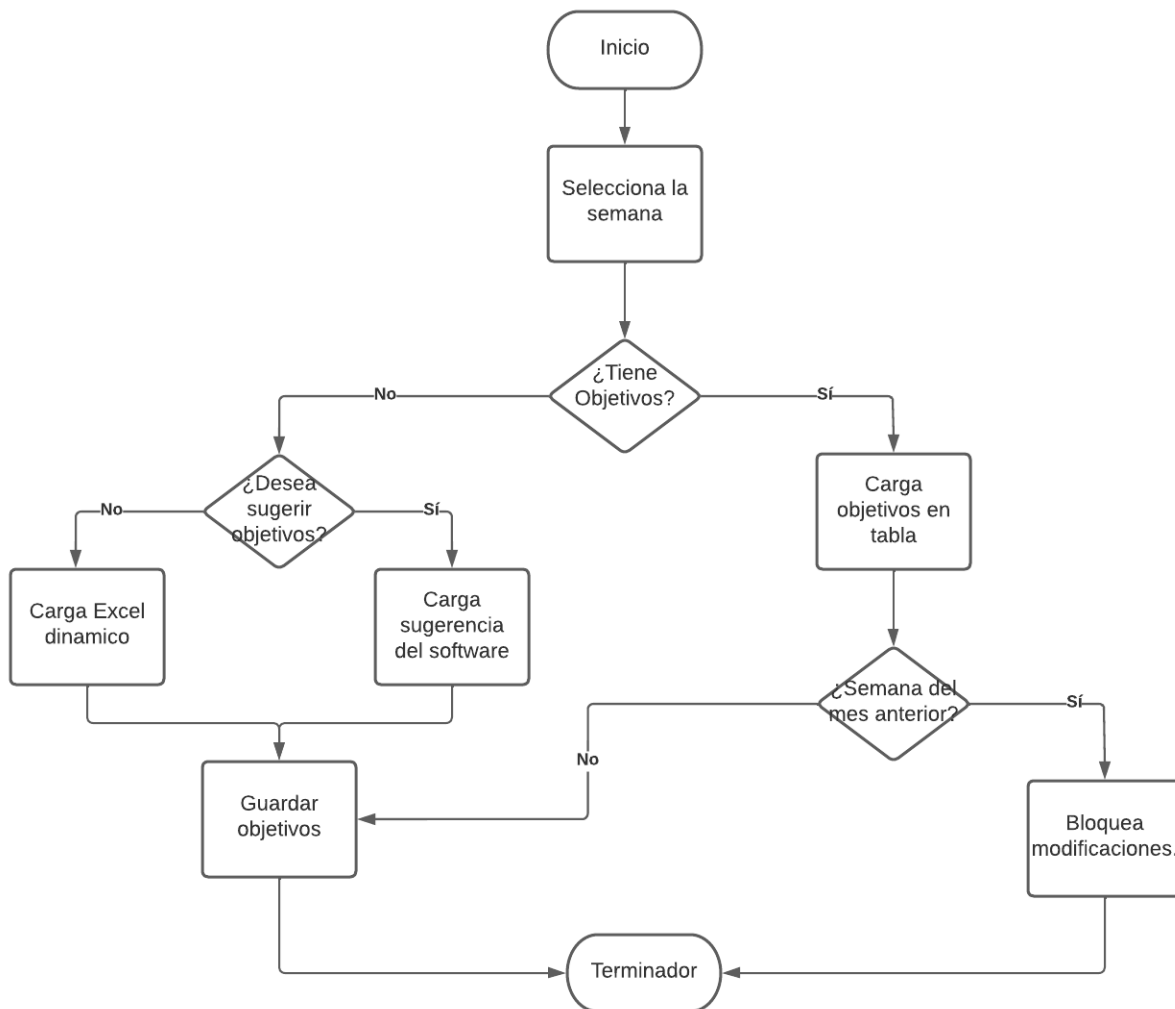 Inicio
Selecciona la
semana
¿Tiene
Objetivos?
No
Sí
¿Desea
sugerir
objetivos?
No
Sí
Carga
objetivos en
tabla
Carga Excel
dinamico
Carga
sugerencia
del software
¿Semana del
mes anterior?
Sí
No
Guardar
objetivos
Bloquea
modificaciones.
Terminador